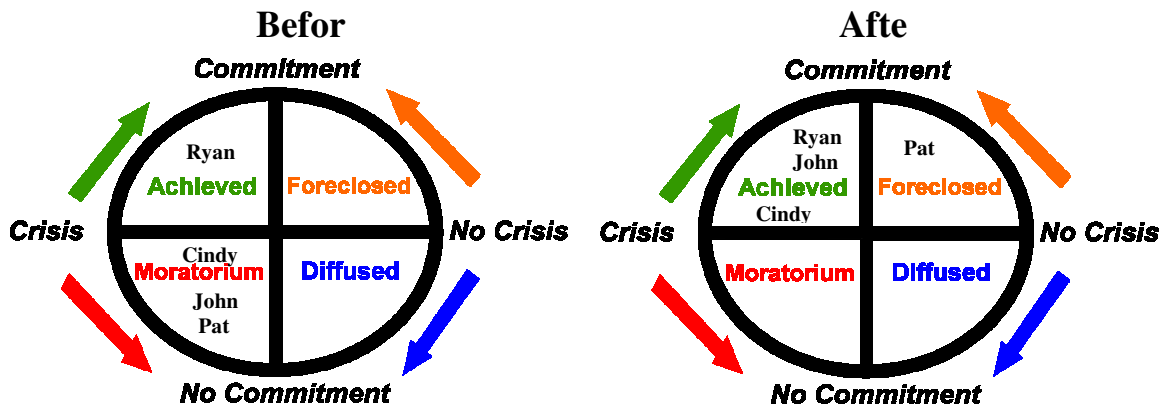 Befor
Commitment
Ryan
Achieved
Foreclosed
Crisis
No Crisis
Cindy
Moratorium
Diffused
John
Pat
No Commitment
Afte
Commitment
Ryan
John
Pat
Achieved
Foreclosed
Cindy
Crisis
No Crisis
Moratorium
Diffused
No Commitment